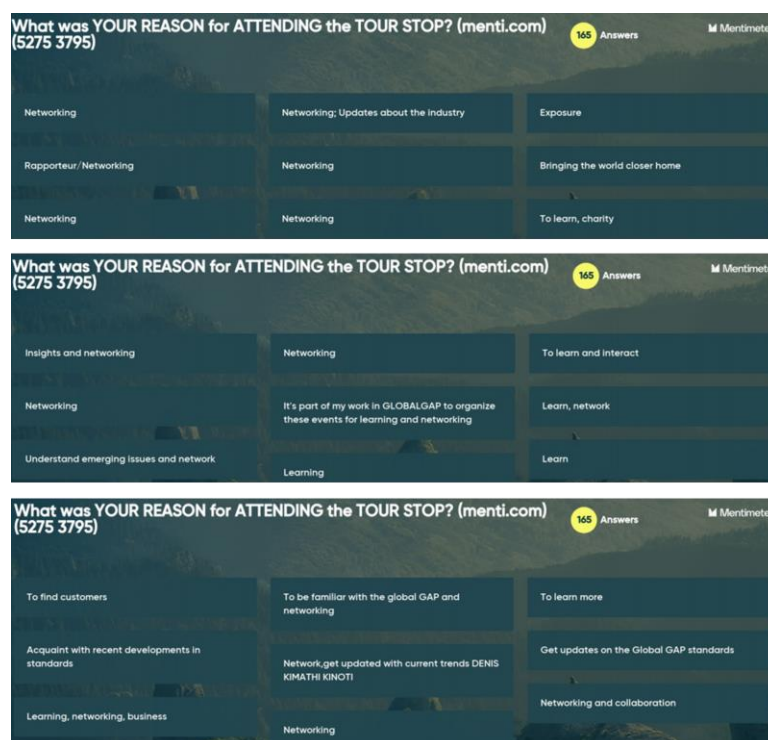 What was YOUR REASON for ATTENDING the TOUR STOP? (menti.com)
(5275 3795)
165 Answers
Mentimete
Networking
Networking; Updates about the industry
Exposure
Rapporteur/Networking
Networking
Bringing the world closer home
Networking
Networking
To learn, charity
What was YOUR REASON for ATTENDING the TOUR STOP? (menti.com)
(5275 3795)
165 Answers
Mentimete
Insights and networking
Networking
To learn and interact
Networking
It's part of my work in GLOBALGAP to organize
these events for learning and networking
Learn, network
Understand emerging issues and network
Learning
Learn
What was YOUR REASON for ATTENDING the TOUR STOP? (menti.com)
(5275 3795)
165 Answers
Mentimete
To find customers
To be familiar with the global GAP and
networking
To learn more
Acquaint with recent developments in
standards
Network,get updated with current trends DENIS
KIMATHI KINOTI
Get updates on the Global GAP standards
Learning, networking, business
Networking
Networking and collaboration